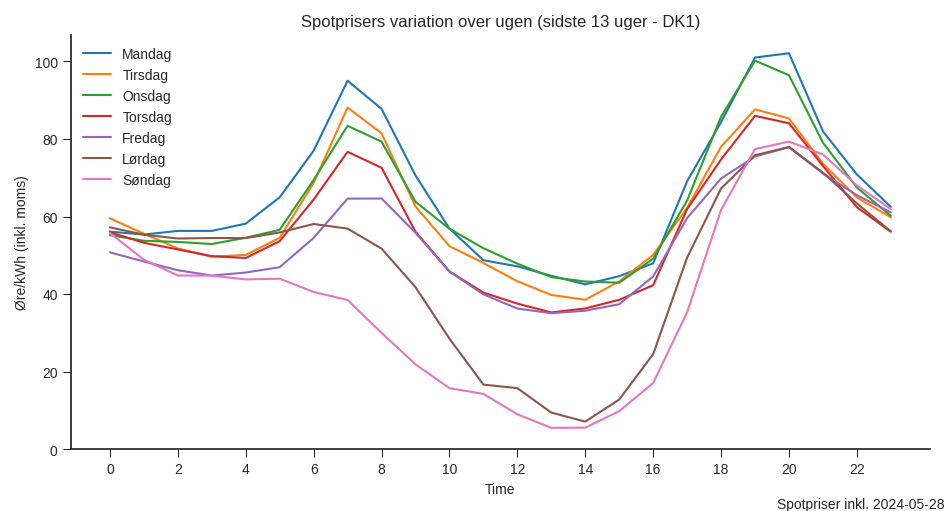 Spotprisers variation over ugen (sidste 13 uger - DK1)
Mandag
Tirsdag
Onsdag
Torsdag
Fredag
Lørdag
Søndag
Øre/kWh (inkl. moms)
100
80
60
40
20
0
0 2 4 6 8 10 12 14 16 18 20 22
Time
Spotpriser inkl. 2024-05-28